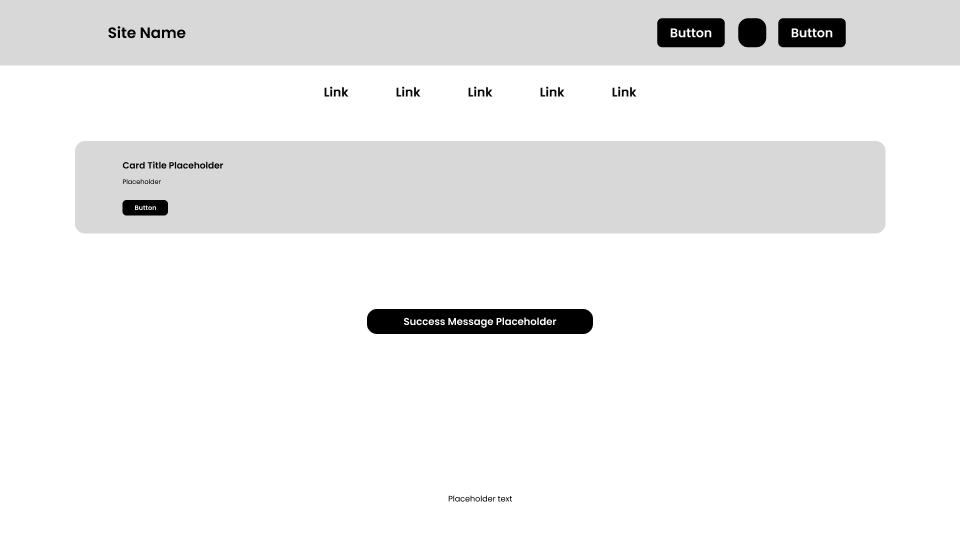 Site Name
Button
Button
Link Link Link Link Link
Card Title Placeholder
Placeholder
Button
Success Message Placeholder
Placeholder text